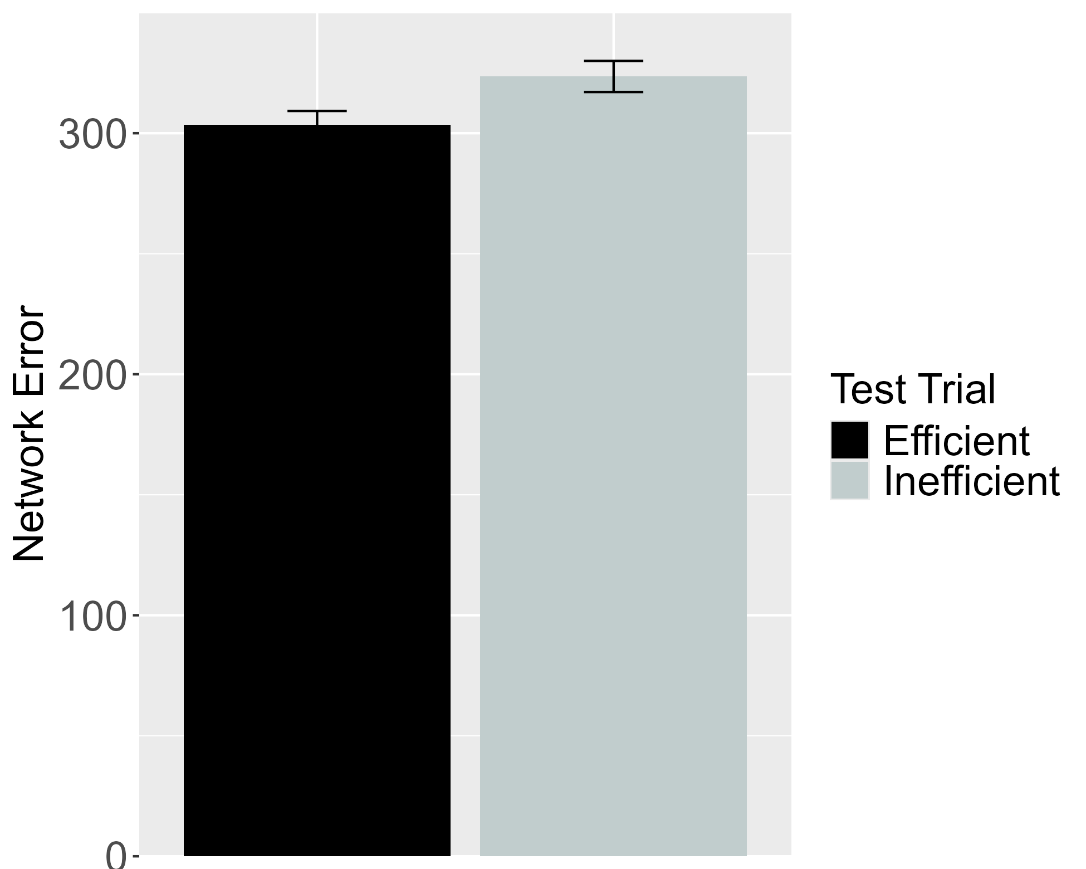 300
200
100
0
Network Error
Test Trial
Efficient
Inefficient